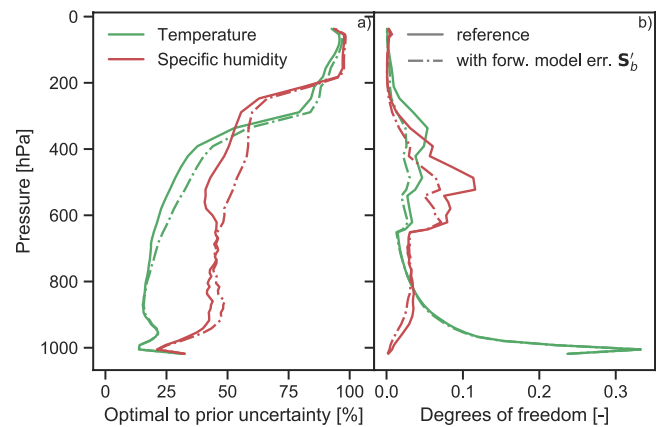 0
200
400
600
800
1000
Pressure [hPa]
a)
Temperature
Specific humidity
25
50
75
100
Optimal to prior uncertainty [%]
b)
reference
with forw. model err. S′b
0.0
0.1
0.2
0.3
Degrees of freedom [-]